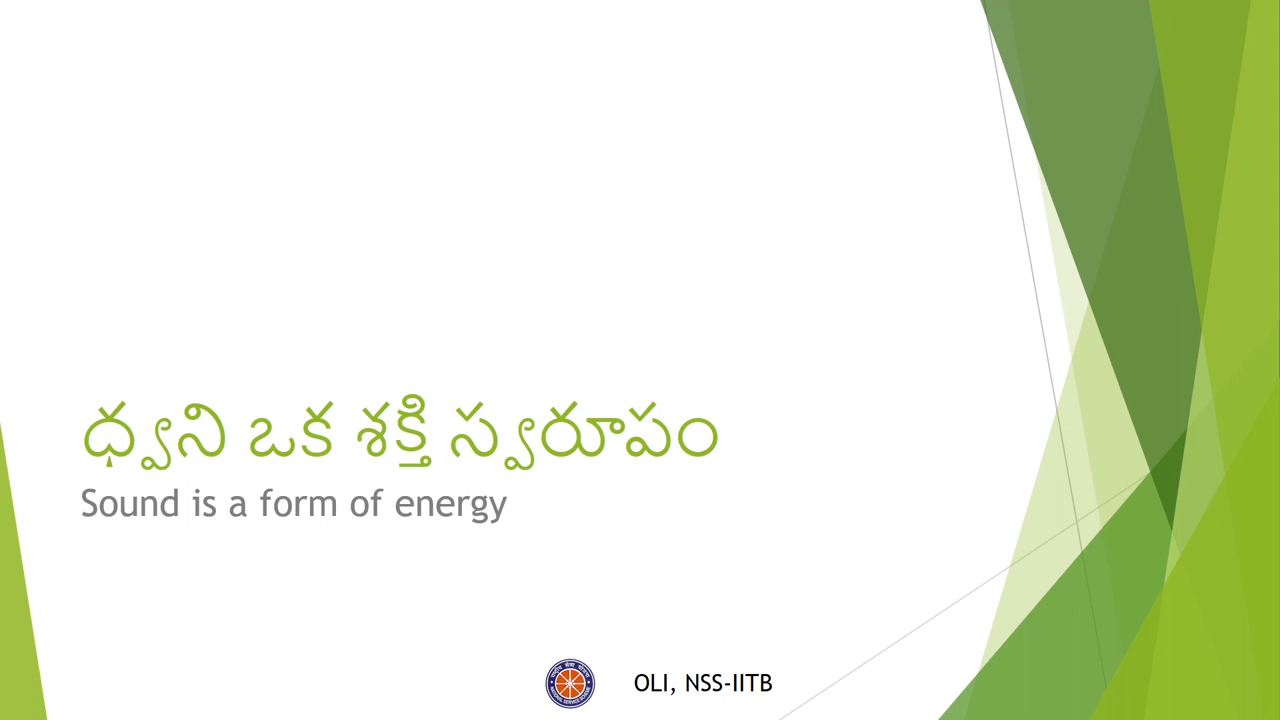 ధ్వని ఒక శక్తి స్వరూపం
Sound is a form of energy
OLI, NSS-IITB